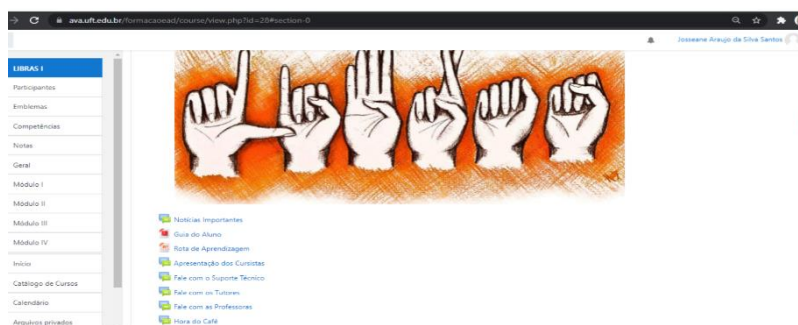 ava.uft.edu.br/formacaoead/course/view.php?id=28#section-0
Josseane Araujo da Silva Santos
LIBRAS I
Participantes
Emblemas
Competências
Notas
Geral
Módulo I
Módulo II
Módulo III
Módulo IV
Início
Catálogo de Cursos
Calendário
Arquivos privados
Notícias Importantes
Guia do Aluno
Rota de Aprendizagem
Apresentação dos Cursistas
Fale com o Suporte Técnico
Fale com os Tutores
Fale com as Professoras
Hora do Café